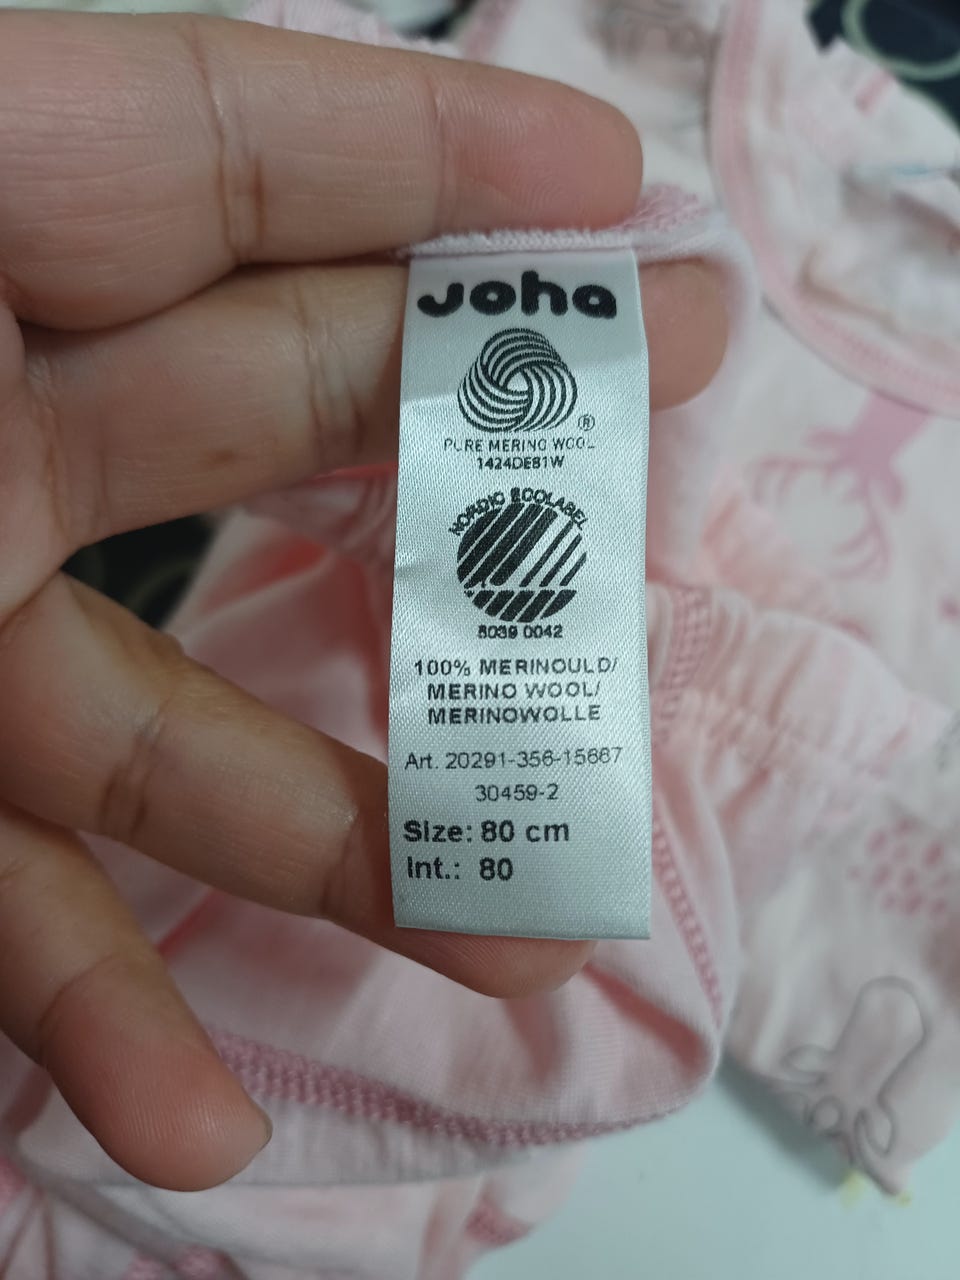 Joha
®
PURE MERINO WOOL
1424DE81W
NORDIC ECOLABEL
5039 0042
100% MERINOULD/
MERINO WOOL/
MERINOWOLLE
Art. 20291-356-15667
30459-2
Size: 80 cm
Int.: 80